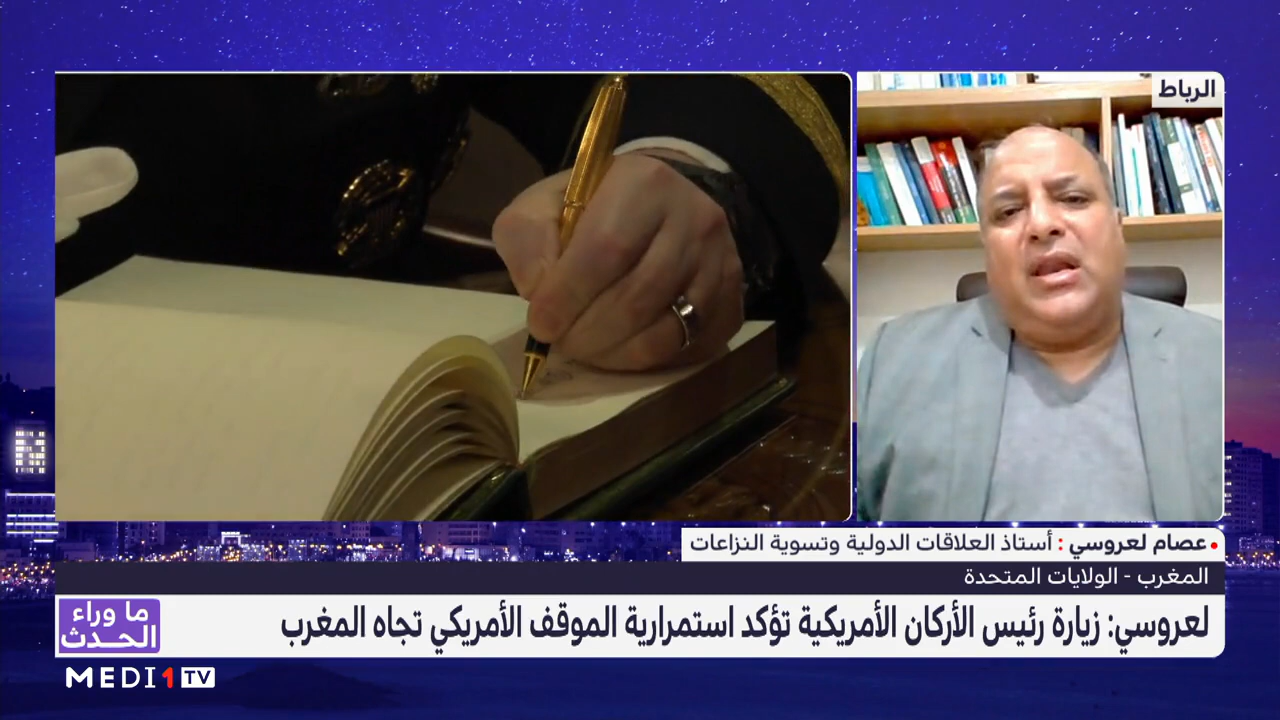 الرباط
عصام لعروسي : أستاذ العلاقات الدولية وتسوية النزاعات
المغرب - الولايات المتحدة
لعروسي: زيارة رئيس الأركان الأمريكية تؤكد استمرارية الموقف الأمريكي تجاه المغرب
ما وراء
الحدث
MEDI1TV